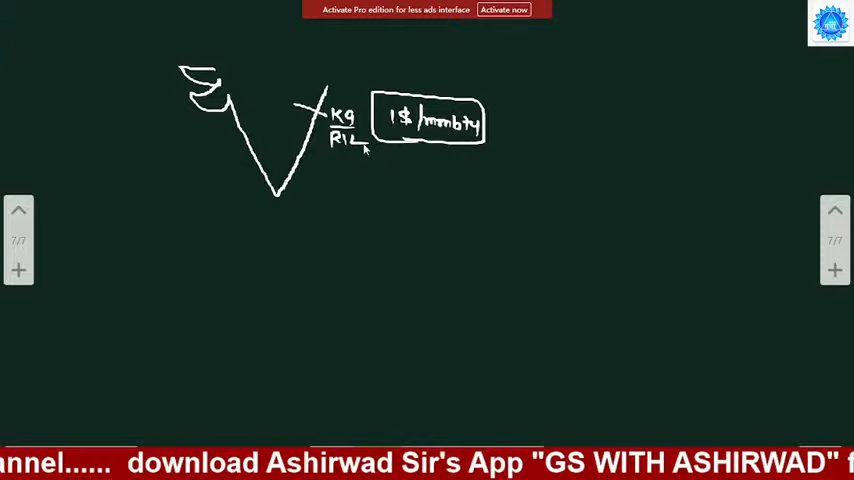 Activate Pro edition for less ads interface Activate now
KG 1$/mmbty
RIL
7/7 7/7
annel...... download Ashirwad Sir's App "GS WITH ASHIRWAD" f